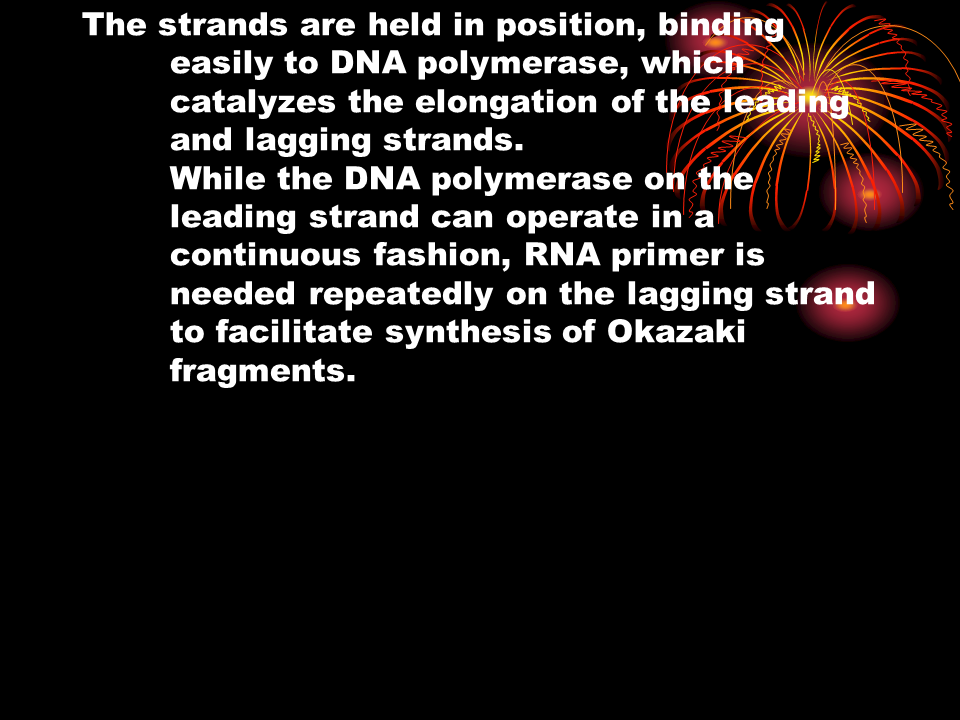 The strands are held in position, binding
easily to DNA polymerase, which
catalyzes the elongation of the leading
and lagging strands.
While the DNA polymerase on the
leading strand can operate in a
continuous fashion, RNA primer is
needed repeatedly on the lagging strand
to facilitate synthesis of Okazaki
fragments.